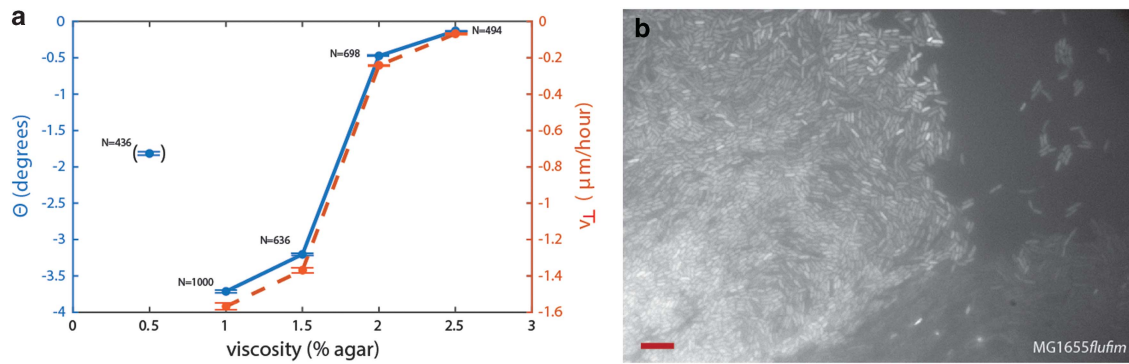 a
Θ (degrees)
0
-0.5
-1
-1.5
-2
-2.5
-3
-3.5
-4
N=436
( )
N=1000
N=636
N=698
N=494
0
0.5
1
1.5
2
2.5
3
viscosity (% agar)
0
-0.2
-0.4
-0.6
-0.8
-1
-1.2
-1.4
-1.6
v⊥ ( μm/hour)
b
MG1655flufim